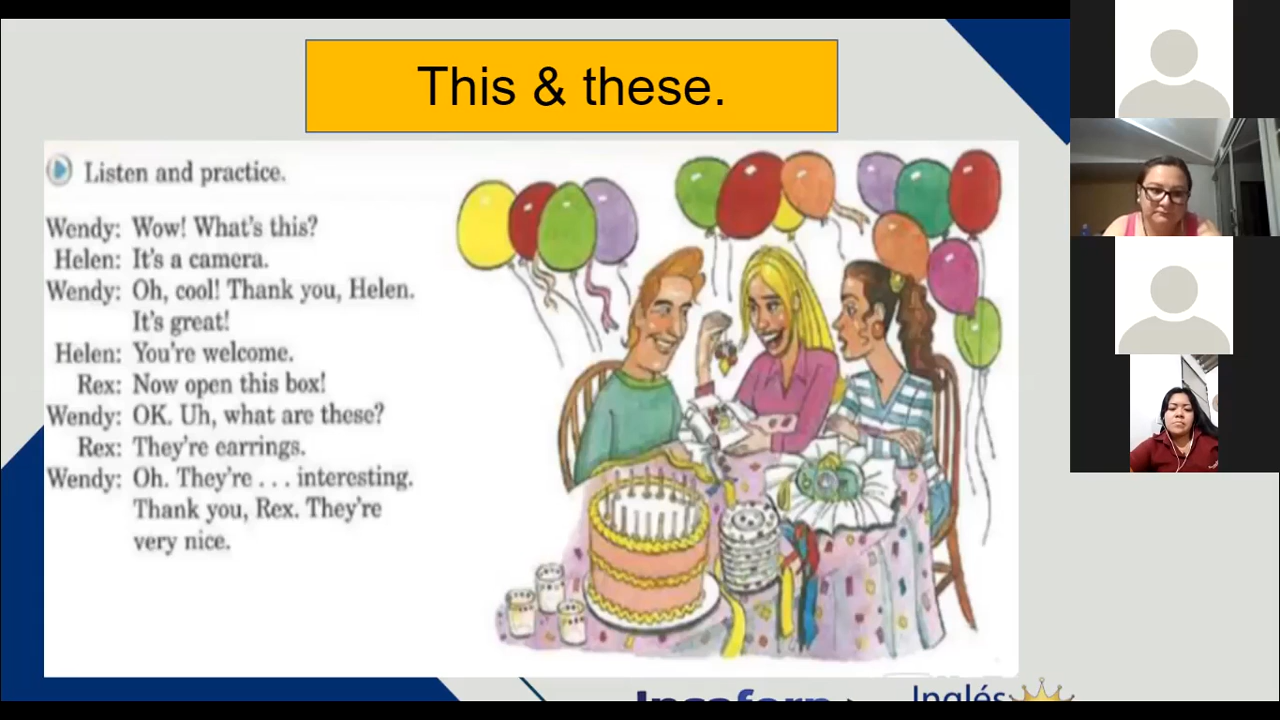 This & these.
Listen and practice.
Wendy: Wow! What's this?
Helen: It's a camera.
Wendy: Oh, cool! Thank you, Helen.
It's great!
Helen: You're welcome.
Rex: Now open this box!
Wendy: OK. Uh, what are these?
Rex: They're earrings.
Wendy: Oh. They're . . . interesting.
Thank you, Rex. They're
very nice.
Inglés